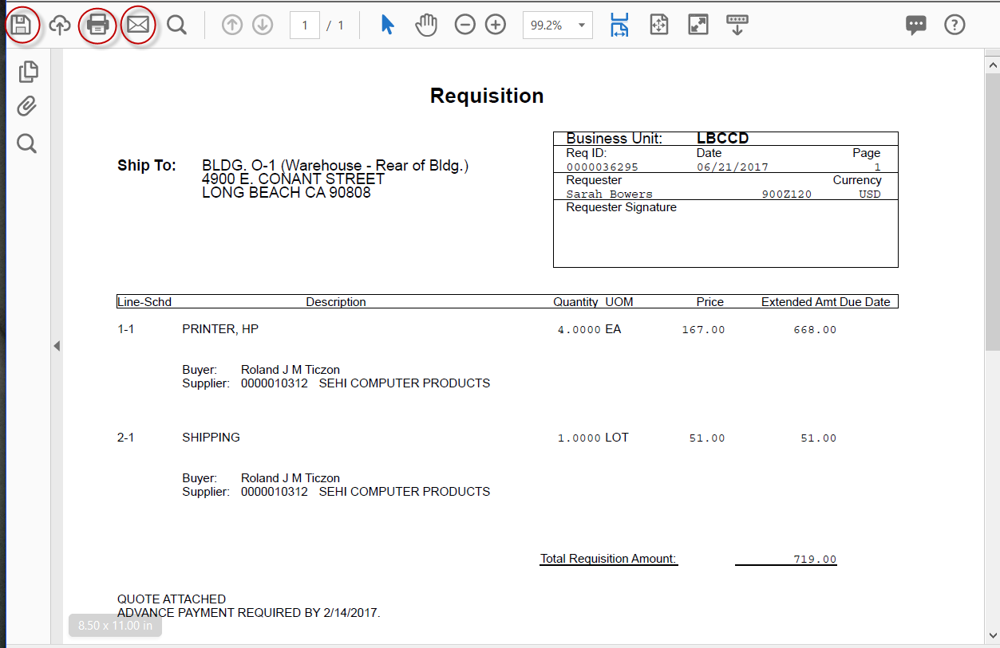 1 / 1 99.2%
Requisition
Business Unit: LBCCD
Req ID: Date Page
0000036295 06/21/2017 1
Requester Currency
Sarah Bowers 900Z120 USD
Requester Signature
Ship To: BLDG. O-1 (Warehouse - Rear of Bldg.)
4900 E. CONANT STREET
LONG BEACH CA 90808
Line-Schd Description Quantity UOM Price Extended Amt Due Date
1-1 PRINTER, HP 4.0000 EA 167.00 668.00
Buyer: Roland J M Ticzon
Supplier: 0000010312 SEHI COMPUTER PRODUCTS
2-1 SHIPPING 1.0000 LOT 51.00 51.00
Buyer: Roland J M Ticzon
Supplier: 0000010312 SEHI COMPUTER PRODUCTS
Total Requisition Amount: 719.00
QUOTE ATTACHED
ADVANCE PAYMENT REQUIRED BY 2/14/2017.
8.50 x 11.00 in